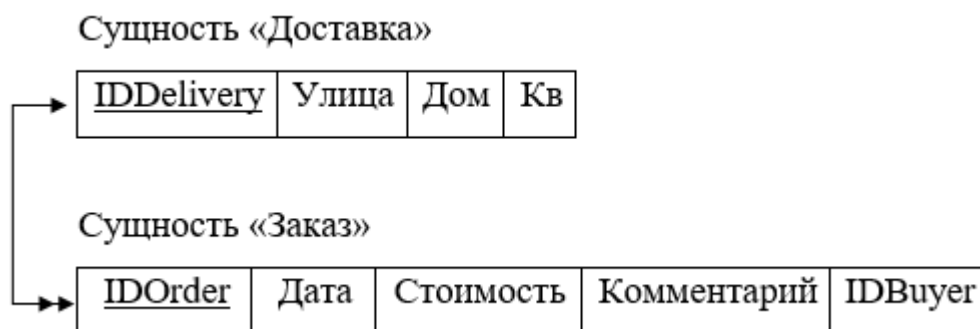 Сущность «Доставка»
IDDelivery Улица Дом Кв
Сущность «Заказ»
IDOrder Дата Стоимость Комментарий IDBuyer